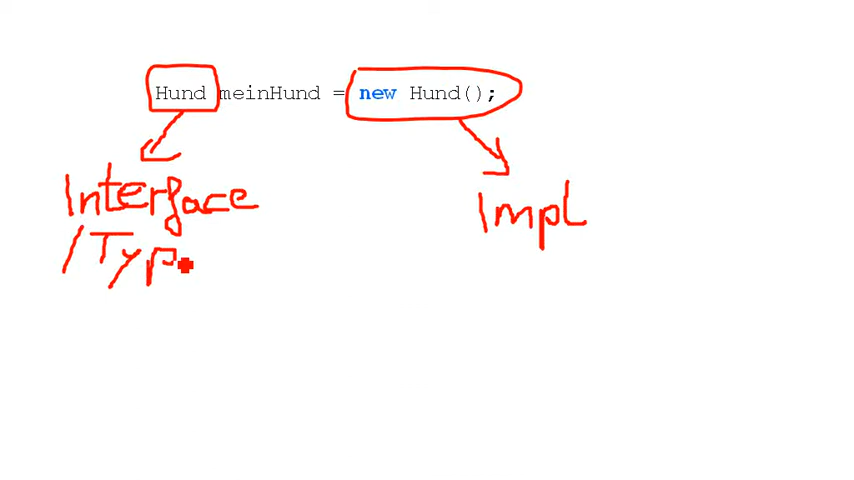 Hund meinHund = new Hund();
Interface
/Typ
Impl